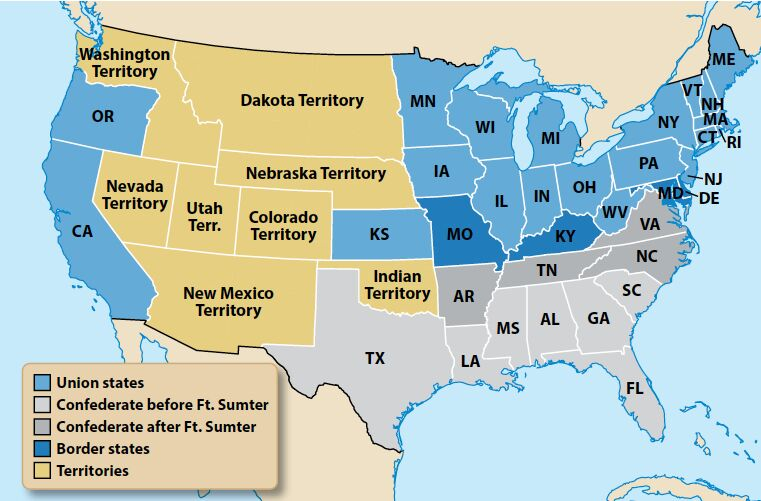 Washington
Territory
Dakota Territory
OR
MN
ME
VT
NH
MA
WI
NY
CT
RI
MI
Nebraska Territory
IA
PA
NJ
Nevada
Territory
Utah
Terr.
Colorado
Territory
IL
IN
OH
MD
DE
CA
KS
MO
KY
WV
VA
NC
New Mexico
Territory
Indian
Territory
AR
TN
SC
MS
AL
GA
TX
LA
FL
Union states
Confederate before Ft. Sumter
Confederate after Ft. Sumter
Border states
Territories